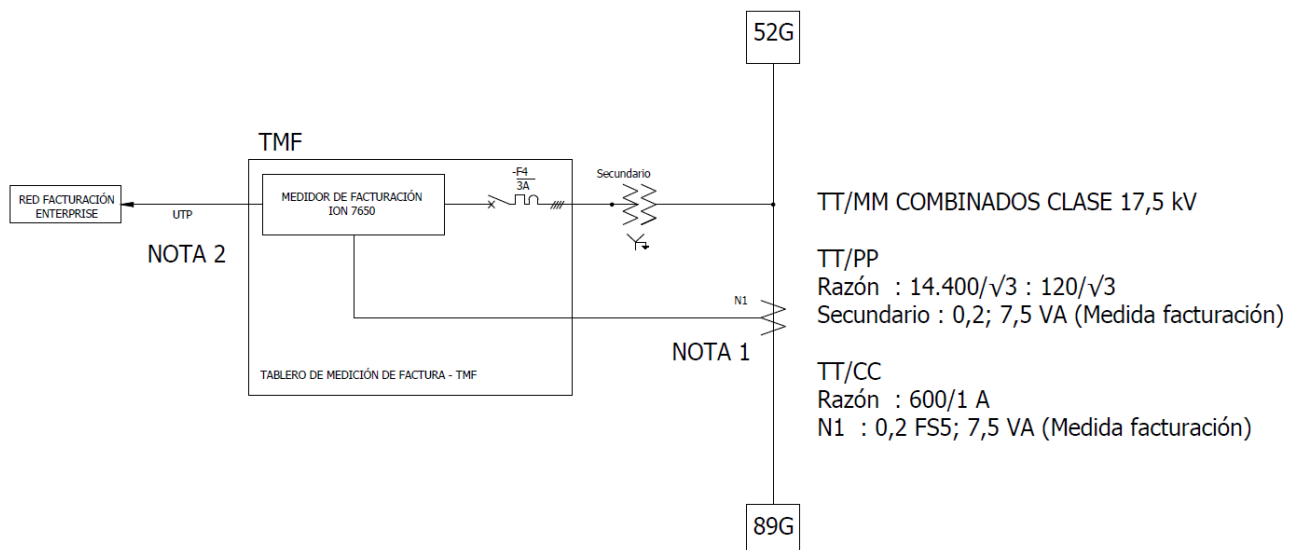 52G
TMF
-F4
3A
Secundario
MEDIDOR DE FACTURACIÓN
ION 7650
RED FACTURACIÓN
ENTERPRISE
UTP
NOTA 2
TT/MM COMBINADOS CLASE 17,5 kV
TT/PP
Razón : 14.400/√3 : 120/√3
Secundario : 0,2; 7,5 VA (Medida facturación)
N1
NOTA 1
TABLERO DE MEDICIÓN DE FACTURA - TMF
TT/CC
Razón : 600/1 A
N1 : 0,2 FS5; 7,5 VA (Medida facturación)
89G